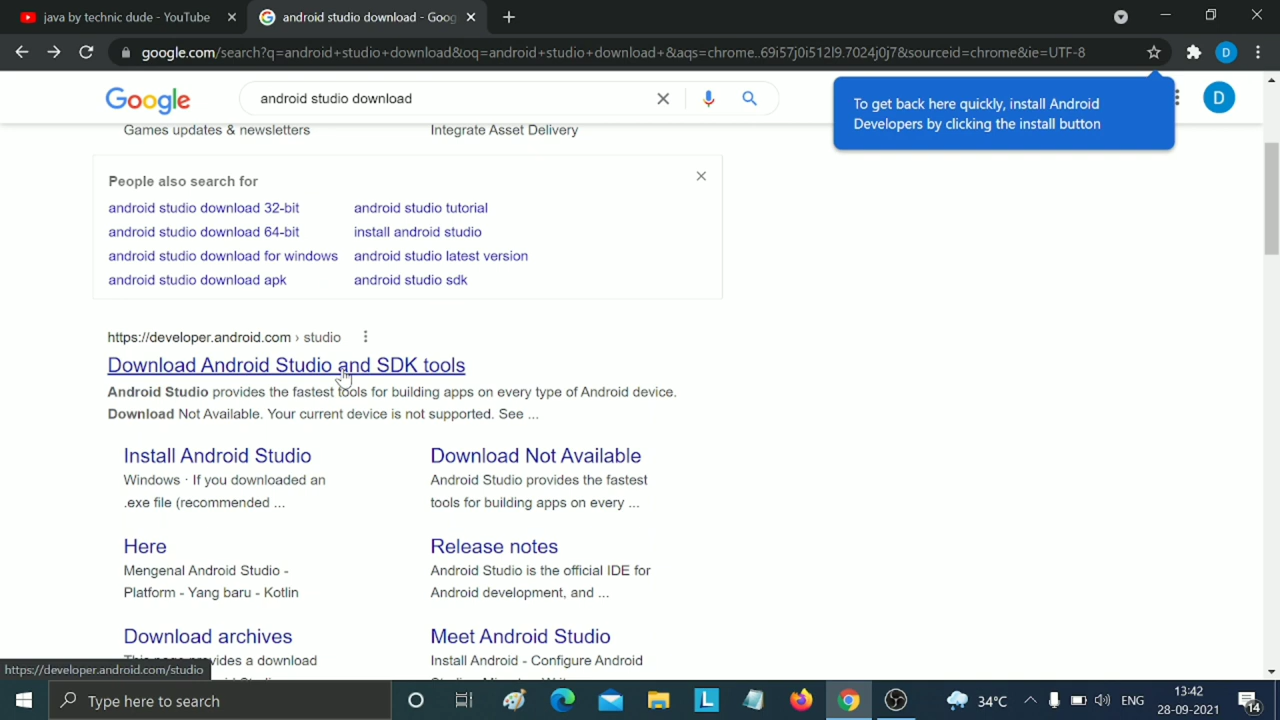 java by technic dude - YouTube
android studio download - Goog
google.com/search?q=android+studio+download&oq=android+studio+download+&aqs=chrome..69i57j0i512l9.7024j0j7&sourceid=chrome&ie=UTF-8
D
Google
android studio download
To get back here quickly, install Android
Developers by clicking the install button
D
Games updates & newsletters
Integrate Asset Delivery
People also search for
android studio download 32-bit
android studio tutorial
android studio download 64-bit
install android studio
android studio download for windows
android studio latest version
android studio download apk
android studio sdk
https://developer.android.com › studio
Download Android Studio and SDK tools
Android Studio provides the fastest tools for building apps on every type of Android device.
Download Not Available. Your current device is not supported. See ...
Install Android Studio
Windows · If you downloaded an
.exe file (recommended ...
Download Not Available
Android Studio provides the fastest
tools for building apps on every ...
Here
Mengenal Android Studio -
Platform - Yang baru - Kotlin
Release notes
Android Studio is the official IDE for
Android development, and ...
Download archives
vides a download
Meet Android Studio
Install Android - Configure Android
https://developer.android.com/studio
Type here to search
L
34°C
ENG
13:42
28-09-2021
14